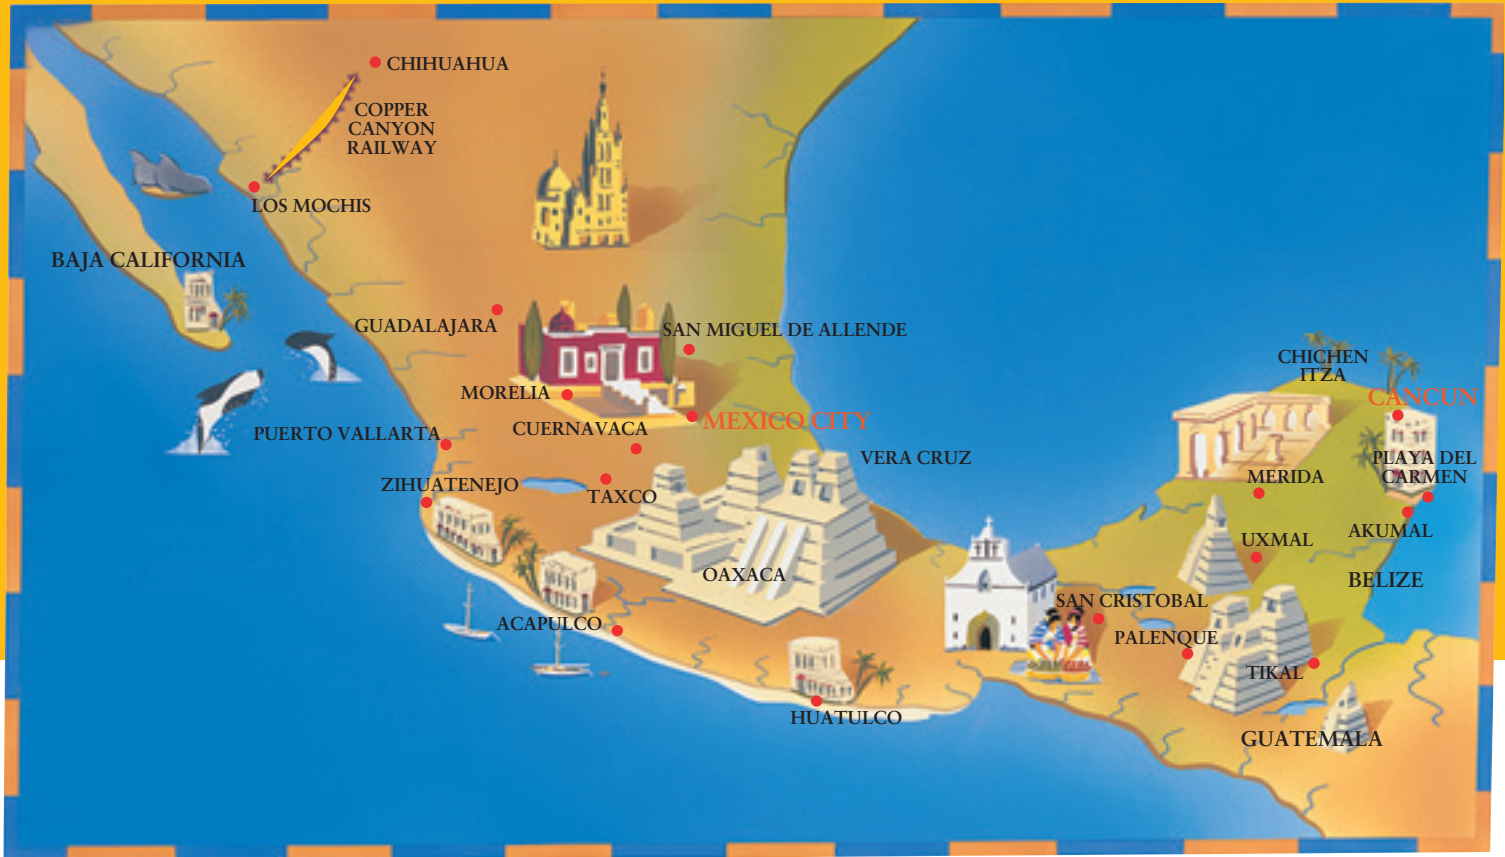 CHIHUAHUA
COPPER
CANYON
RAILWAY
LOS MOCHIS
BAJA CALIFORNIA
GUADALAJARA
SAN MIGUEL DE ALLENDE
MORELIA
MEXICO CITY
CUERNAVACA
PUERTO VALLARTA
VERA CRUZ
ZIHUATENEJO
TAXCO
OAXACA
ACAPULCO
HUATULCO
CHICHEN
ITZA
CANCUN
PLAYA DEL
CARMEN
MERIDA
AKUMAL
UXMAL
BELIZE
SAN CRISTOBAL
PALENQUE
TIKAL
GUATEMALA